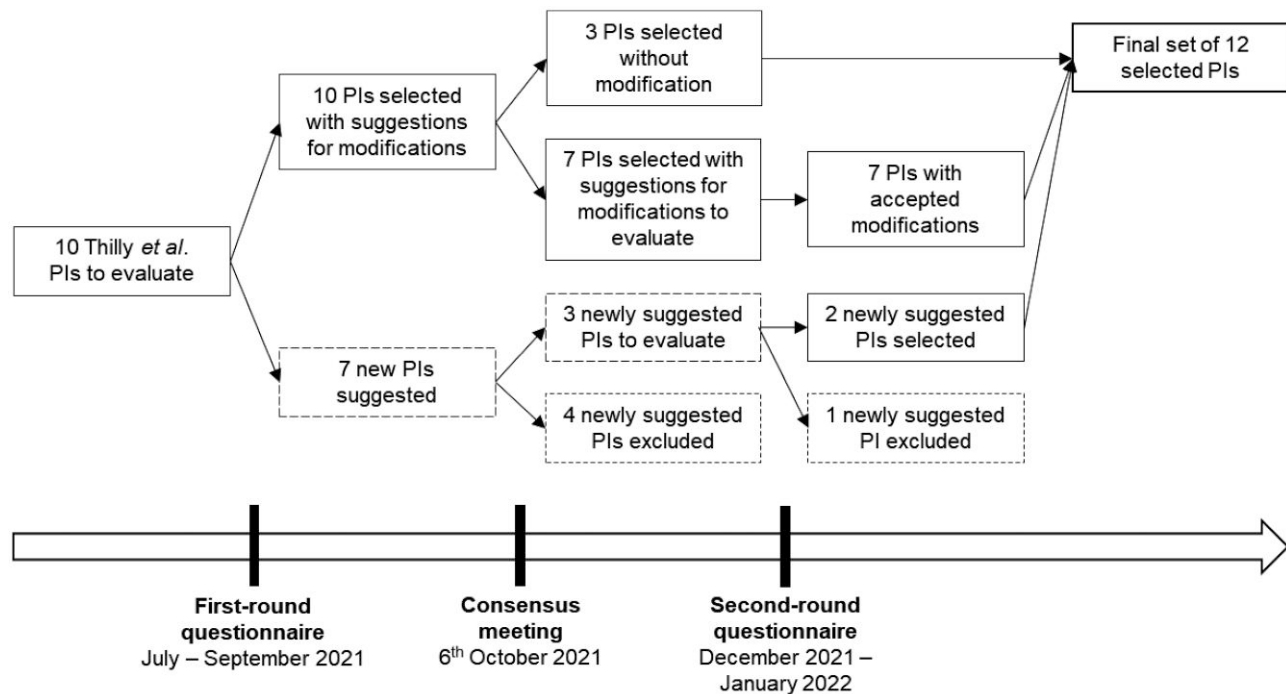 10 Thilly et al.
PIs to evaluate
10 PIs selected
with suggestions
for modifications
7 new PIs
suggested
3 PIs selected
without
modification
7 PIs selected with
suggestions for
modifications to
evaluate
3 newly suggested
PIs to evaluate
4 newly suggested
PIs excluded
7 PIs with
accepted
modifications
2 newly suggested
PIs selected
1 newly suggested
PI excluded
Final set of 12
selected PIs
First-round
questionnaire
July – September 2021
Consensus
meeting
6th October 2021
Second-round
questionnaire
December 2021 –
January 2022